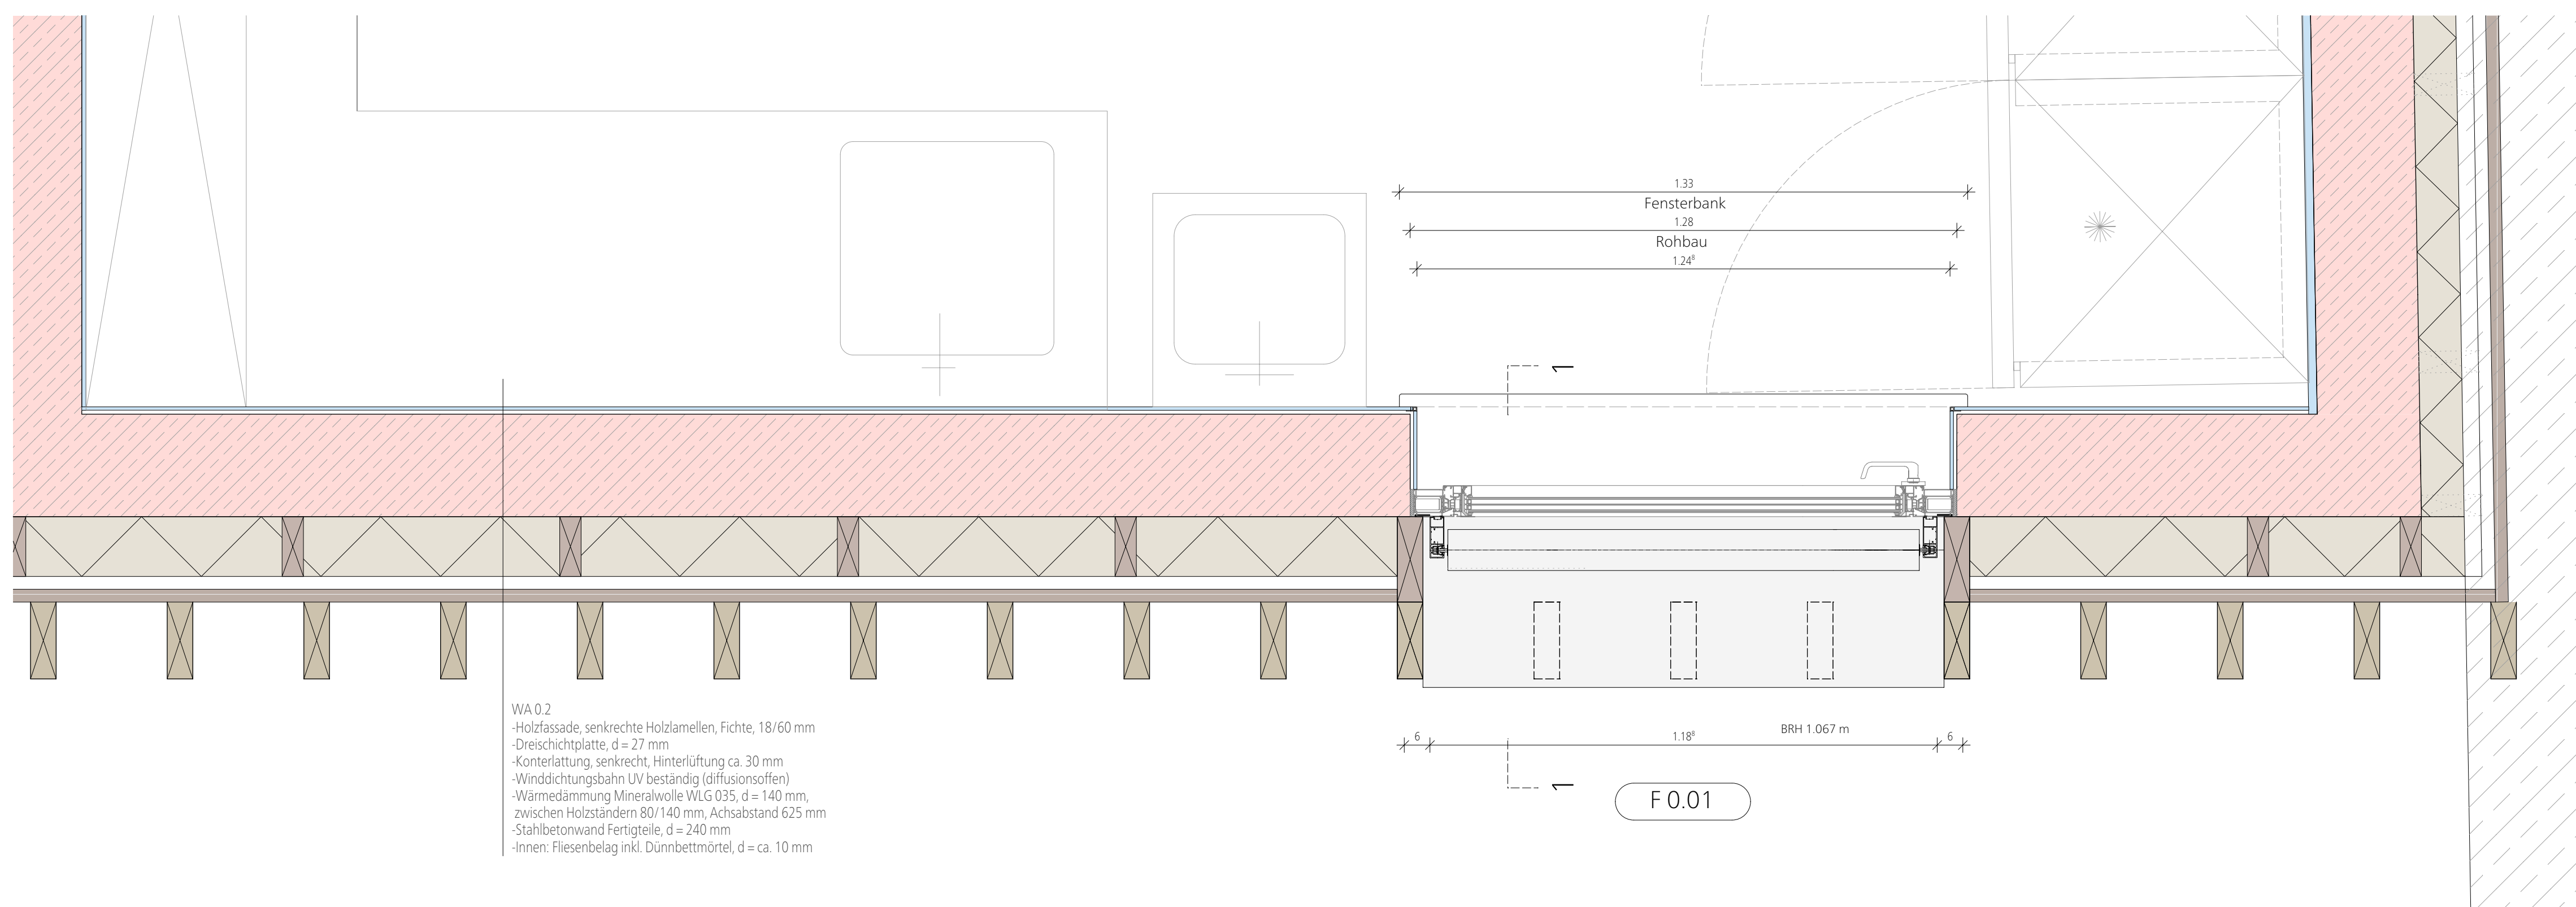 1.33
Fensterbank
1.28
Rohbau
1.24⁸
1
WA 0.2
-Holzfassade, senkrechte Holzlamellen, Fichte, 18/60 mm
-Dreischichtplatte, d = 27 mm
-Konterlattung, senkrecht, Hinterlüftung ca. 30 mm
-Winddichtungsbahn UV beständig (diffusionsoffen)
-Wärmedämmung Mineralwolle WLG 035, d = 140 mm,
zwischen Holzständern 80/140 mm, Achsabstand 625 mm
-Stahlbetonwand Fertigteile, d = 240 mm
-Innen: Fliesenbelag inkl. Dünnbettmörtel, d = ca. 10 mm
BRH 1.067 m
6 1.18⁸ 6
1
F 0.01